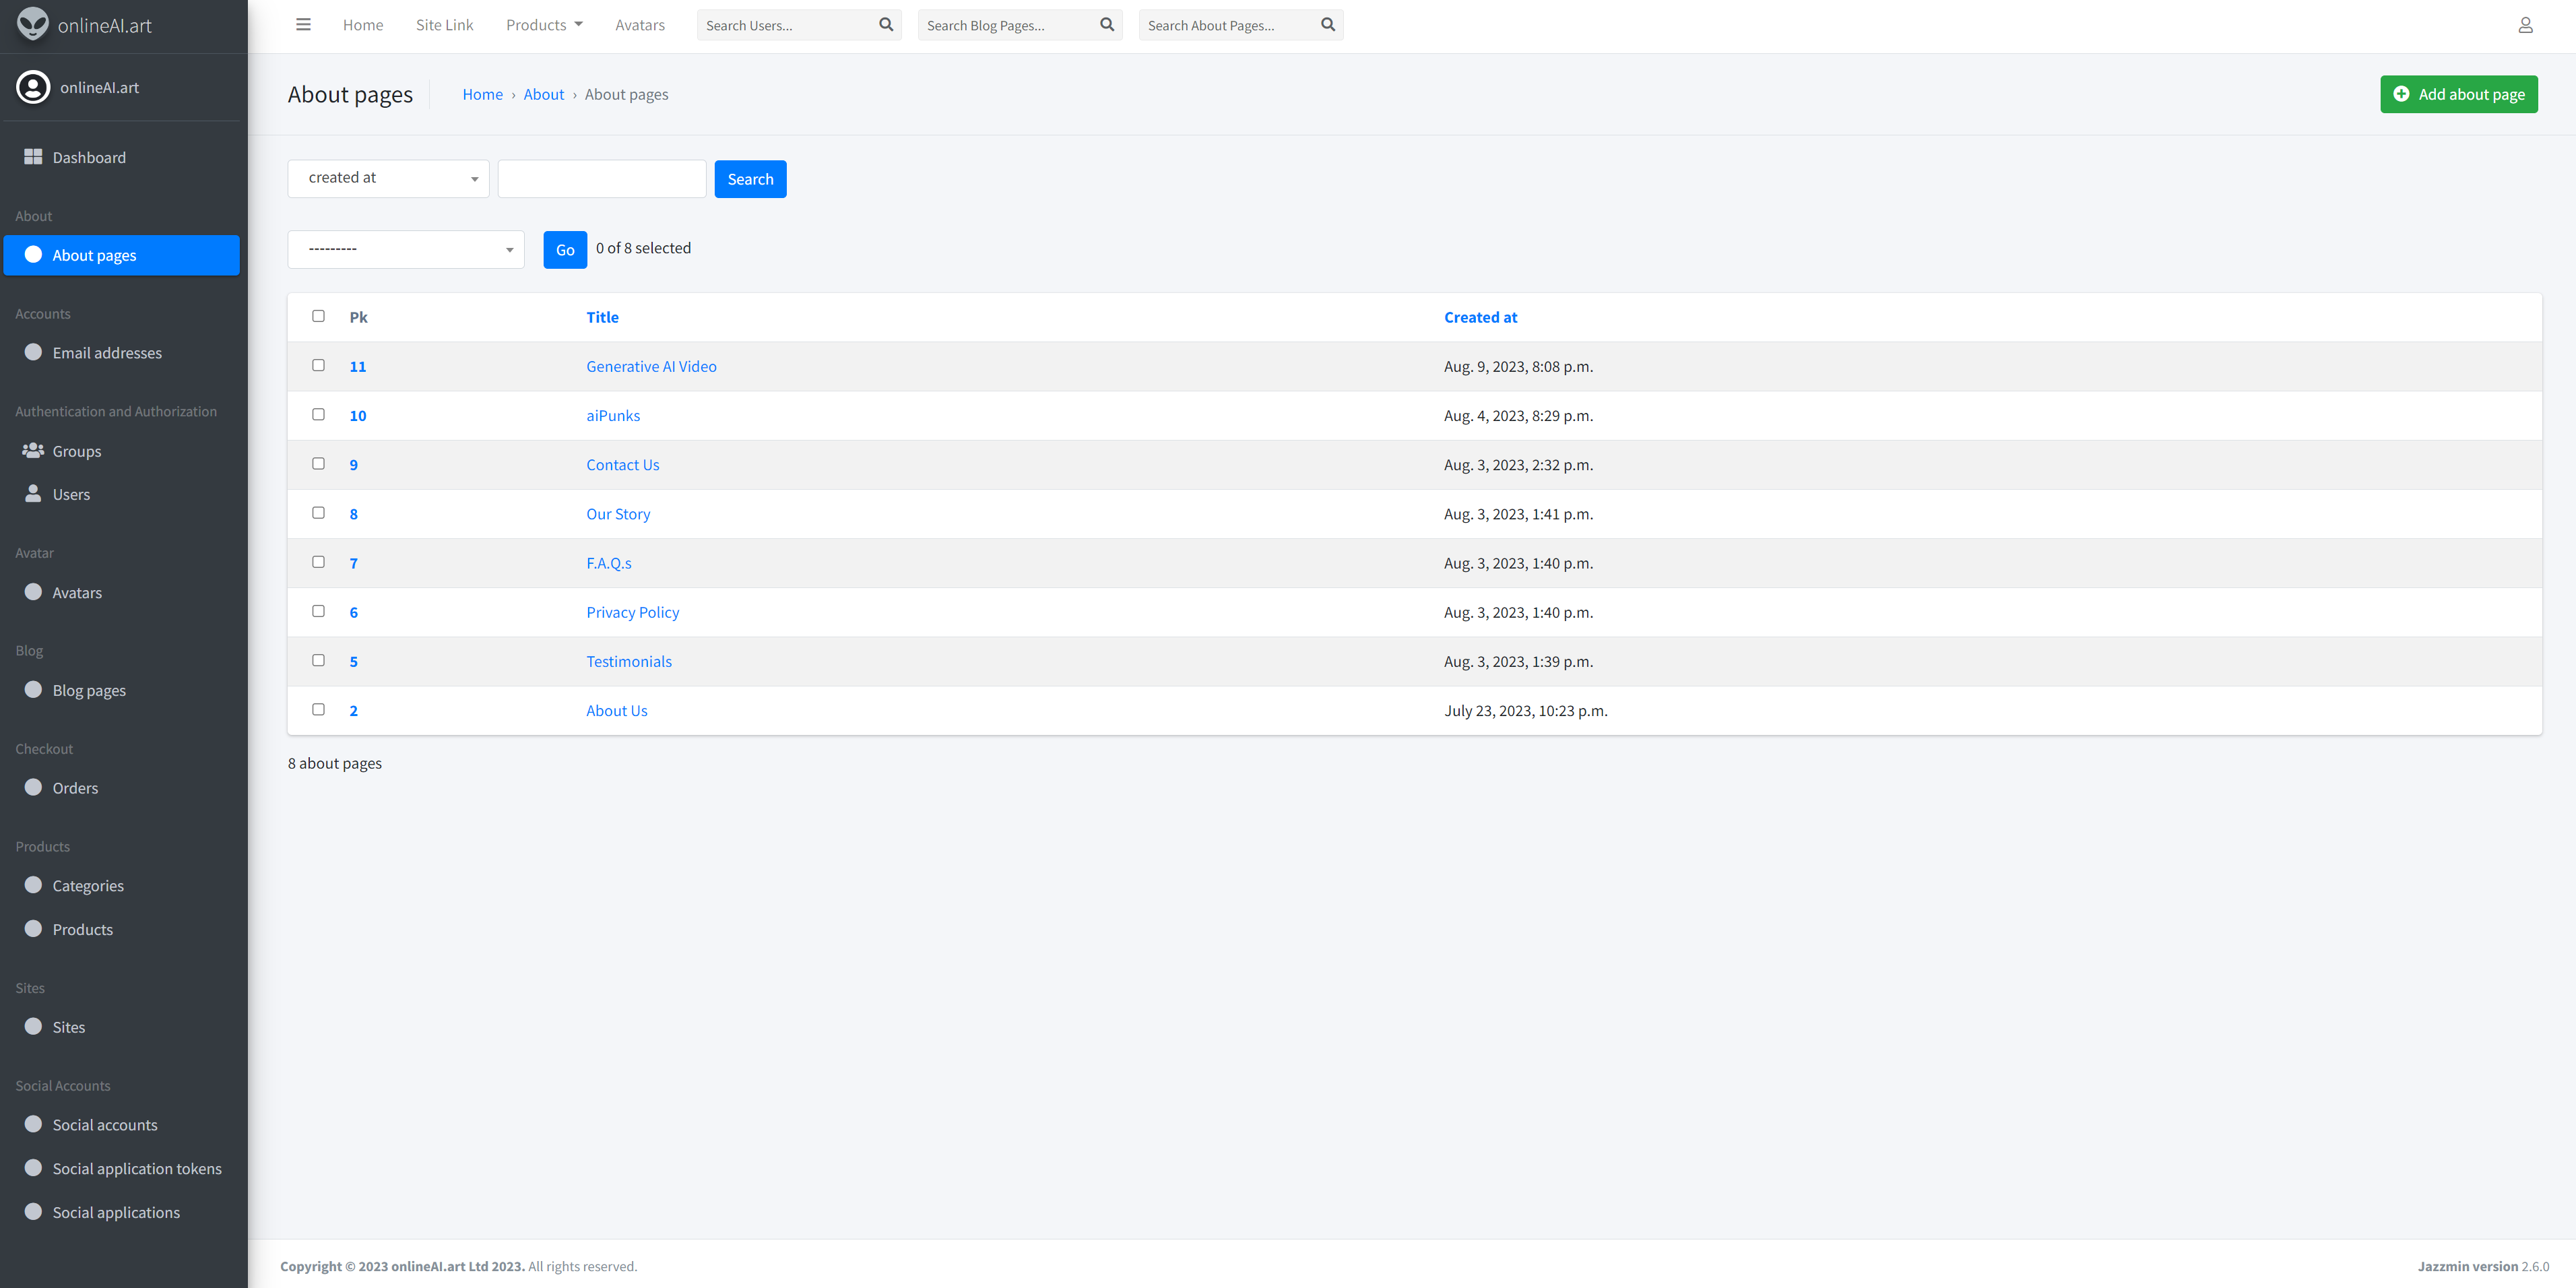 onlineAI.art
onlineAI.art
Dashboard
About
About pages
Accounts
Email addresses
Authentication and Authorization
Groups
Users
Avatar
Avatars
Blog
Blog pages
Checkout
Orders
Products
Categories
Products
Sites
Sites
Social Accounts
Social accounts
Social application tokens
Social applications
Home Site Link Products Avatars Search Users... Search Blog Pages... Search About Pages...
About pages Home › About › About pages Add about page
created at Search
--------- Go 0 of 8 selected
Pk Title Created at
11 Generative AI Video Aug. 9, 2023, 8:08 p.m.
10 aiPunks Aug. 4, 2023, 8:29 p.m.
9 Contact Us Aug. 3, 2023, 2:32 p.m.
8 Our Story Aug. 3, 2023, 1:41 p.m.
7 F.A.Q.s Aug. 3, 2023, 1:40 p.m.
6 Privacy Policy Aug. 3, 2023, 1:40 p.m.
5 Testimonials Aug. 3, 2023, 1:39 p.m.
2 About Us July 23, 2023, 10:23 p.m.
8 about pages
Copyright © 2023 onlineAI.art Ltd 2023. All rights reserved. Jazzmin version 2.6.0